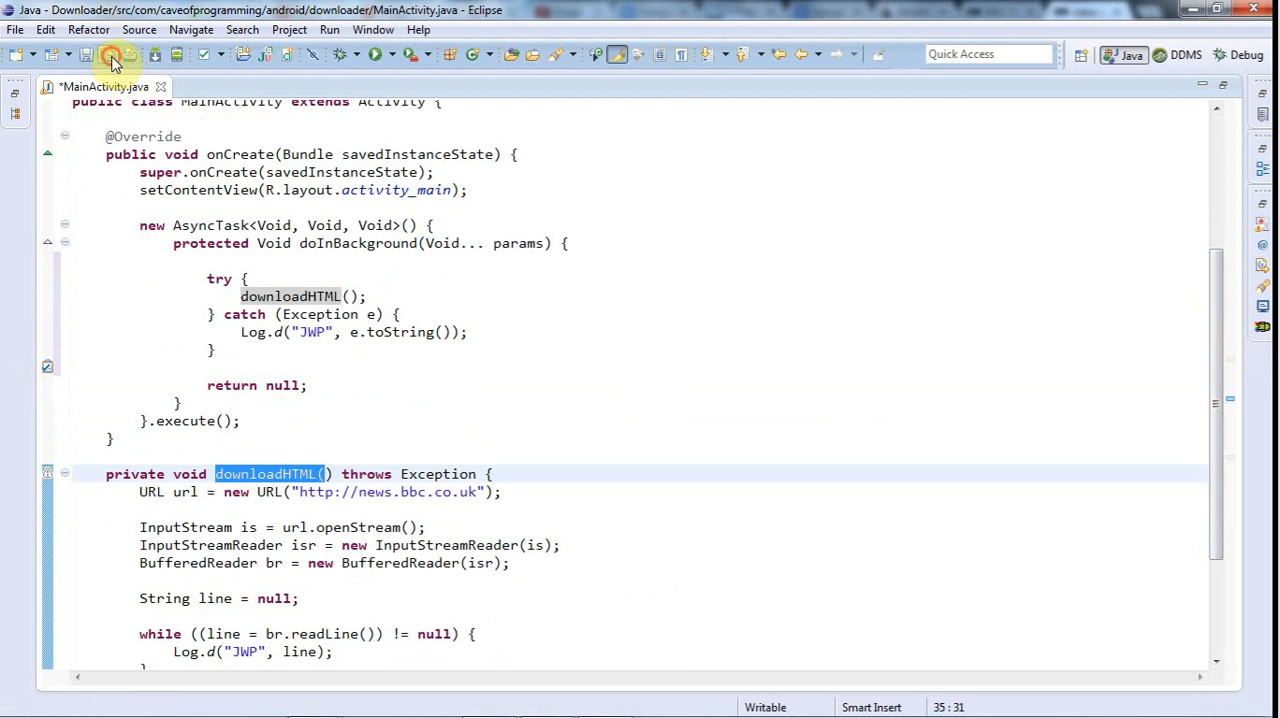 Java - Downloader/src/com/caveofprogramming/android/downloader/MainActivity.java - Eclipse
File Edit Refactor Source Navigate Search Project Run Window Help
Quick Access
Java
DDMS
Debug
*MainActivity.java
public class MainActivity extends Activity {
@Override
public void onCreate(Bundle savedInstanceState) {
super.onCreate(savedInstanceState);
setContentView(R.layout.activity_main);
new AsyncTask<Void, Void, Void>() {
protected Void doInBackground(Void... params) {
try {
downloadHTML();
} catch (Exception e) {
Log.d("JWP", e.toString());
}
return null;
}
}.execute();
}
private void downloadHTML() throws Exception {
URL url = new URL("http://news.bbc.co.uk");
InputStream is = url.openStream();
InputStreamReader isr = new InputStreamReader(is);
BufferedReader br = new BufferedReader(isr);
String line = null;
while ((line = br.readLine()) != null) {
Log.d("JWP", line);
}
Writable
Smart Insert
35 : 31